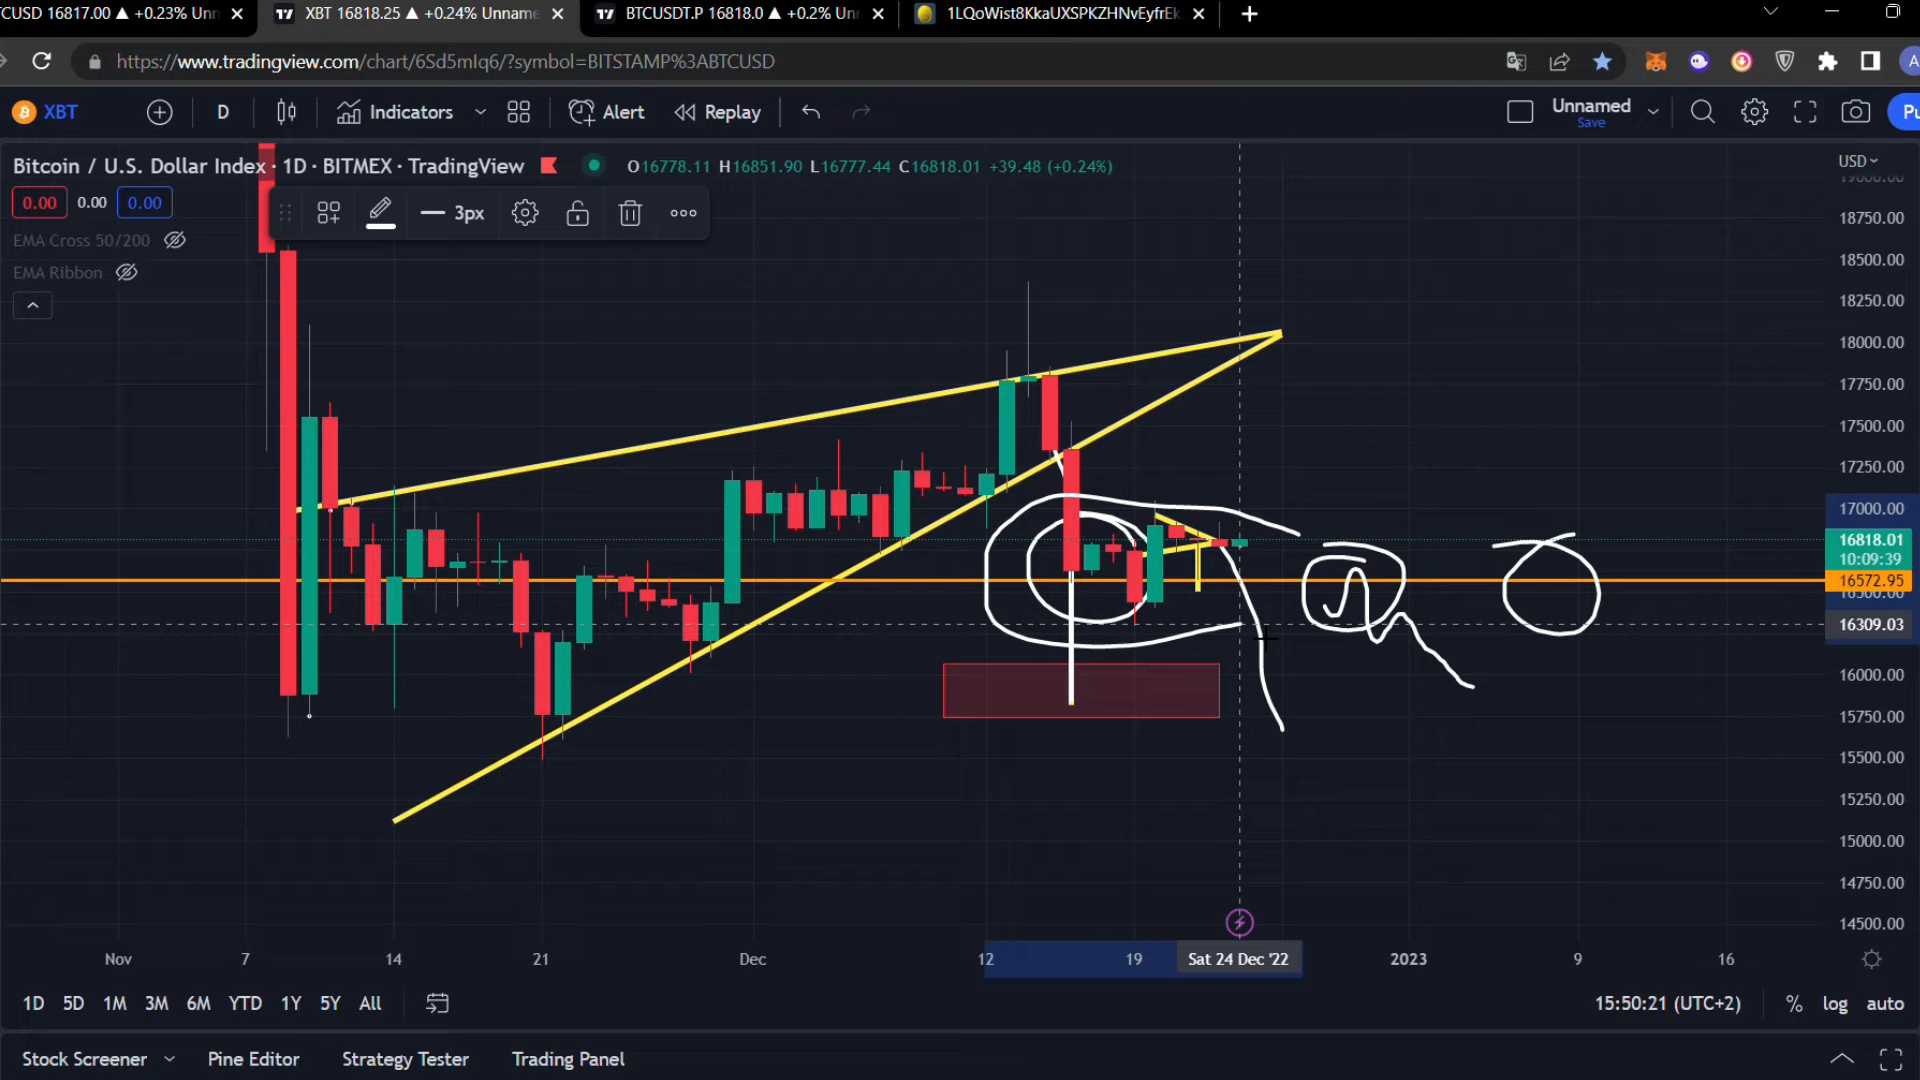 CUSD 16817.00 ▲ +0.23% Unn
XBT 16818.25 ▲ +0.24% Unname
BTCUSDT.P 16818.0 ▲ +0.2% Un
1LQoWist8KkaUXSPKZHNvEyfrEk
https://www.tradingview.com/chart/6Sd5mIq6/?symbol=BITSTAMP%3ABTCUSD
A
XBT D Indicators Alert Replay Unnamed
Save
Pu
Bitcoin / U.S. Dollar Index · 1D · BITMEX · TradingView O16778.11 H16851.90 L16777.44 C16818.01 +39.48 (+0.24%)
USD
19000.00
0.00 0.00 0.00
3px
18750.00
EMA Cross 50/200
18500.00
EMA Ribbon
18250.00
18000.00
17750.00
17500.00
17250.00
17000.00
16818.01
10:09:39
16572.95
16500.00
16309.03
16000.00
15750.00
15500.00
15250.00
15000.00
14750.00
14500.00
Nov 7 14 21 Dec 12 19 Sat 24 Dec '22 2023 9 16
1D 5D 1M 3M 6M YTD 1Y 5Y All 15:50:21 (UTC+2) % log auto
Stock Screener Pine Editor Strategy Tester Trading Panel